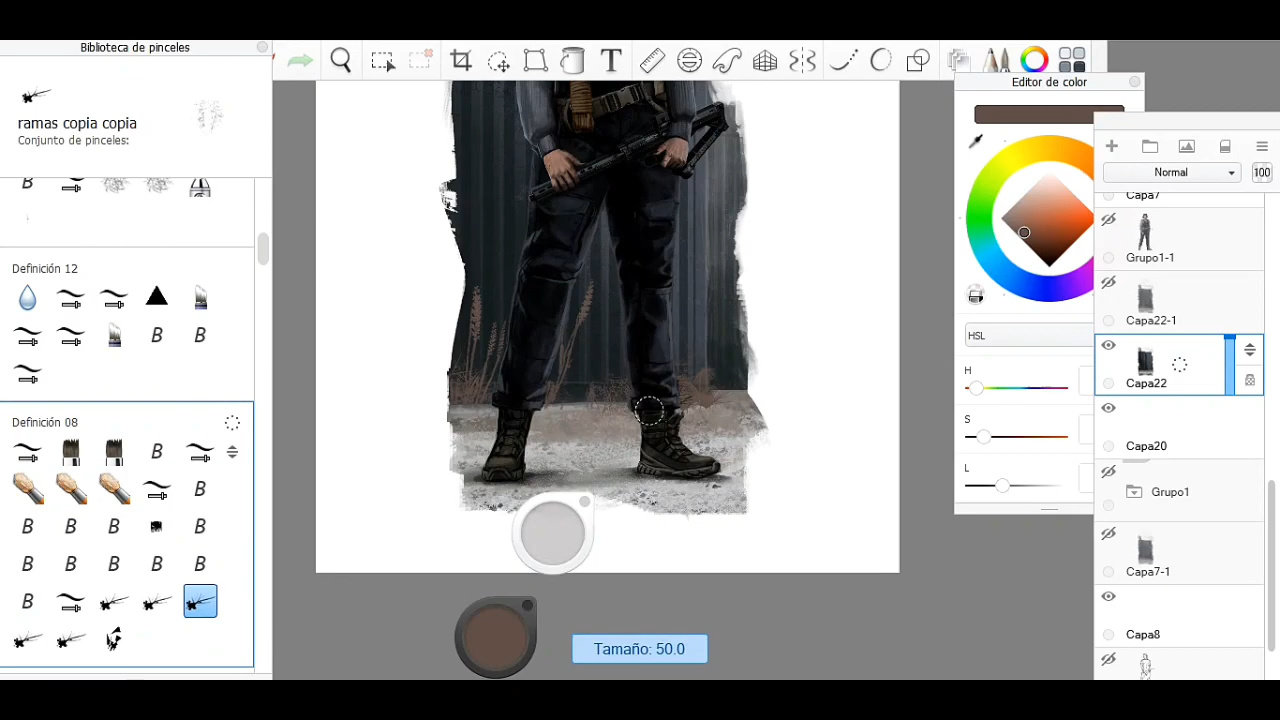 Biblioteca de pinceles
ramas copia copia
Conjunto de pinceles:
B
Definición 12
B B
Definición 08
B
B
B B B B
B B B B B
B
T
Tamaño: 50.0
Editor de color
HSL
H
S
L
Normal
100
Capa7
Grupo1-1
Capa22-1
Capa22
Capa20
Grupo1
Capa7-1
Capa8